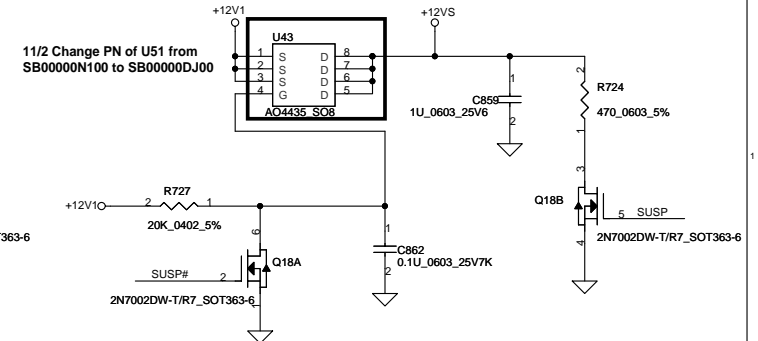 +12V1
+12VS
11/2 Change PN of U51 from
SB00000N100 to SB00000DJ00
U43
1 S D 8
2 S D 7
3 S D 6
4 G D 5
AO4435_SO8
1
C859
1U_0603_25V6
2
2
R724
470_0603_5%
1
1
+12V1
2
R727
1
20K_0402_5%
3
Q18B
5
SUSP
4
2N7002DW-T/R7_SOT363-6
363-6
6
Q18A
SUSP#
2
2N7002DW-T/R7_SOT363-6
1
1
C862
0.1U_0603_25V7K
2